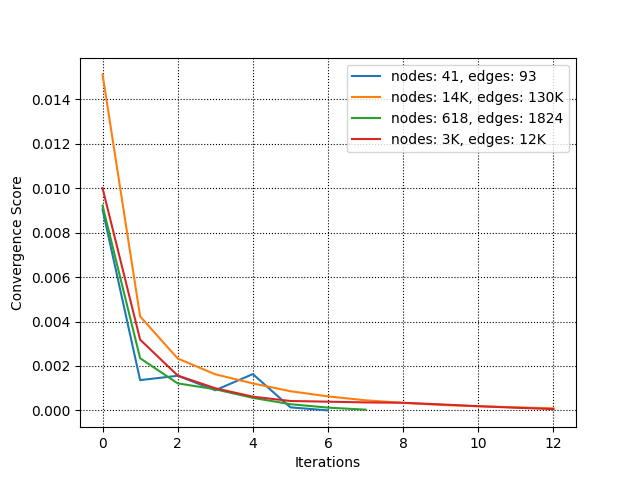 nodes: 41, edges: 93
nodes: 14K, edges: 130K
nodes: 618, edges: 1824
nodes: 3K, edges: 12K
Convergence Score
0.014
0.012
0.010
0.008
0.006
0.004
0.002
0.000
0 2 4 6 8 10 12
Iterations